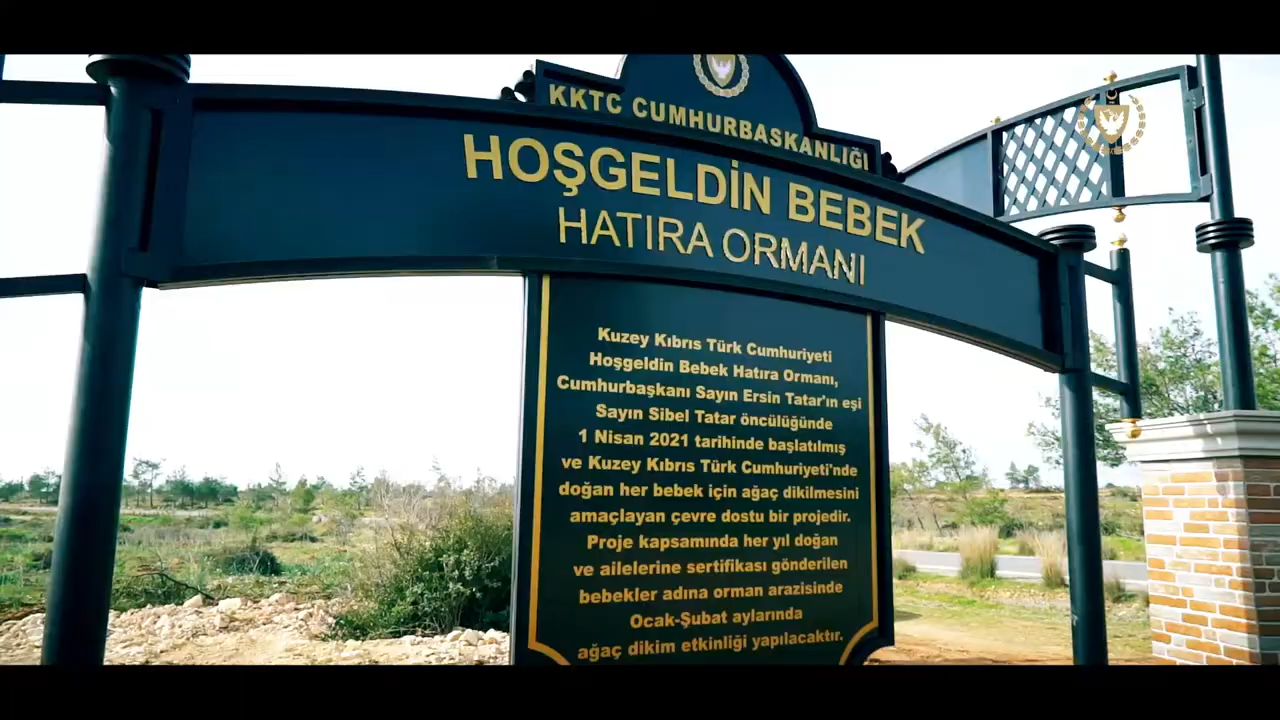 KKTC CUMHURBAŞKANLIĞI
HOŞGELDİN BEBEK
HATIRA ORMANI
Kuzey Kıbrıs Türk Cumhuriyeti
Hoşgeldin Bebek Hatıra Ormanı,
Cumhurbaşkanı Sayın Ersin Tatar'ın eşi
Sayın Sibel Tatar öncülüğünde
1 Nisan 2021 tarihinde başlatılmış
ve Kuzey Kıbrıs Türk Cumhuriyeti'nde
doğan her bebek için ağaç dikilmesini
amaçlayan çevre dostu bir projedir.
Proje kapsamında her yıl doğan
ve ailelerine sertifikası gönderilen
bebekler adına orman arazisinde
Ocak-Şubat aylarında
ağaç dikim etkinliği yapılacaktır.